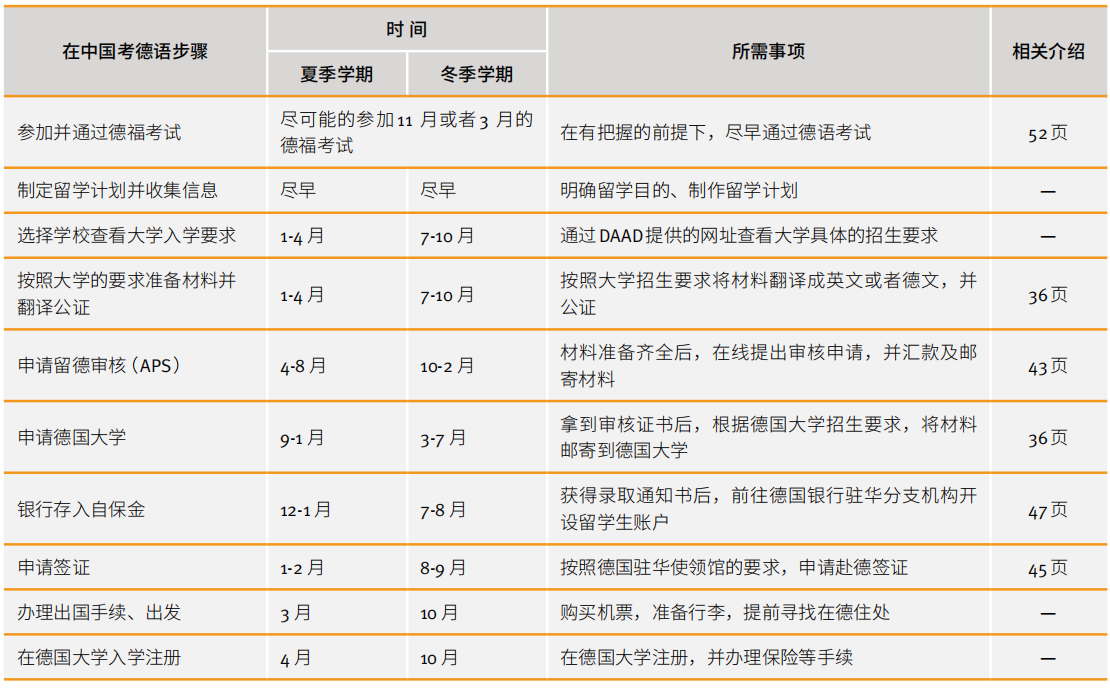 在中国考德语步骤
时 间
所需事项
相关介绍
夏季学期
冬季学期
参加并通过德福考试
尽可能的参加 11 月或者 3 月的
德福考试
在有把握的前提下，尽早通过德语考试
52 页
制定留学计划并收集信息
尽早
尽早
明确留学目的、制作留学计划
—
选择学校查看大学入学要求
1-4 月
7-10 月
通过 DAAD 提供的网址查看大学具体的招生要求
—
按照大学的要求准备材料并
翻译公证
1-4 月
7-10 月
按照大学招生要求将材料翻译成英文或者德文，并
公证
36 页
申请留德审核（APS）
4-8 月
10-2 月
材料准备齐全后，在线提出审核申请，并汇款及邮
寄材料
43 页
申请德国大学
9-1 月
3-7 月
拿到审核证书后，根据德国大学招生要求，将材料
邮寄到德国大学
36 页
银行存入自保金
12-1 月
7-8 月
获得录取通知书后，前往德国银行驻华分支机构开
设留学生账户
47 页
申请签证
1-2 月
8-9 月
按照德国驻华使领馆的要求，申请赴德签证
45 页
办理出国手续、出发
3 月
10 月
购买机票，准备行李，提前寻找在德住处
—
在德国大学入学注册
4 月
10 月
在德国大学注册，并办理保险等手续
—